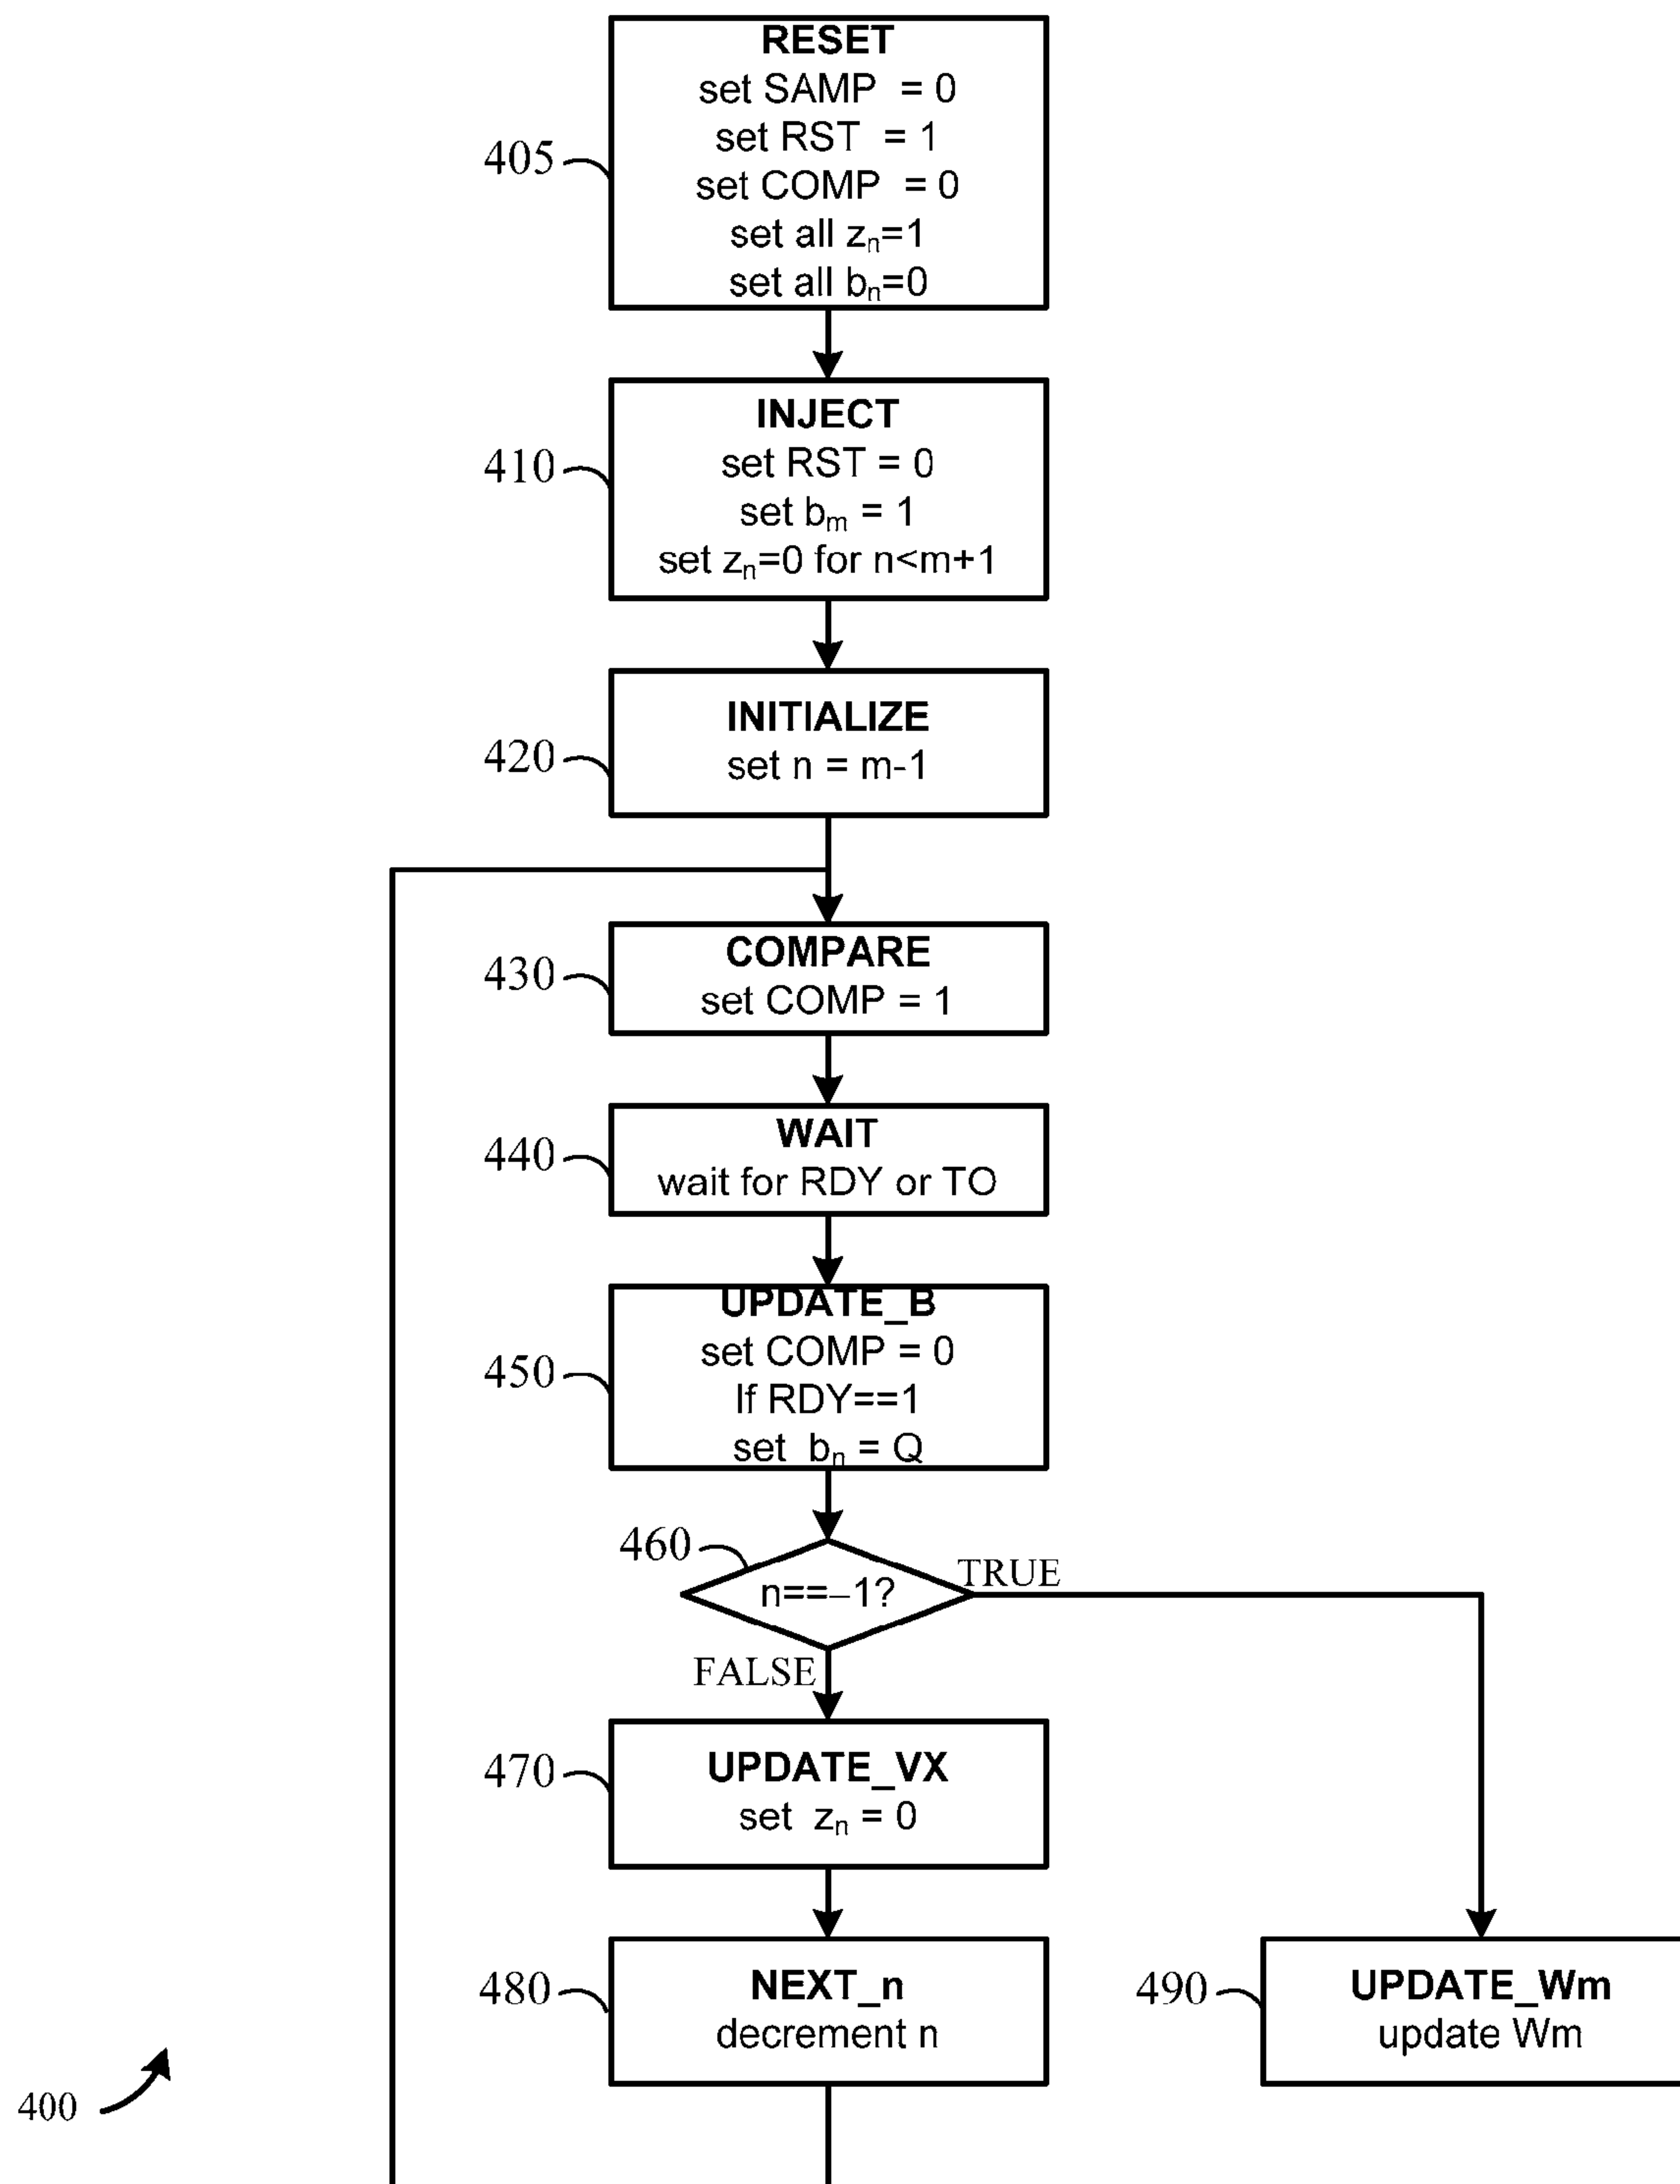 RESET
set SAMP = 0
set RST = 1
405
set COMP = 0
set all zn=1
set all bn=0
INJECT
410
set RST = 0
set bm = 1
set zn=0 for n<m+1
INITIALIZE
420
set n = m-1
COMPARE
430
set COMP = 1
WAIT
440
wait for RDY or TO
UPDATE_B
set COMP = 0
450
If RDY==1
set bn = Q
460
n==–1?
TRUE
FALSE
UPDATE_VX
470
set zn = 0
NEXT_n
480
decrement n
490
UPDATE_Wm
update Wm
400